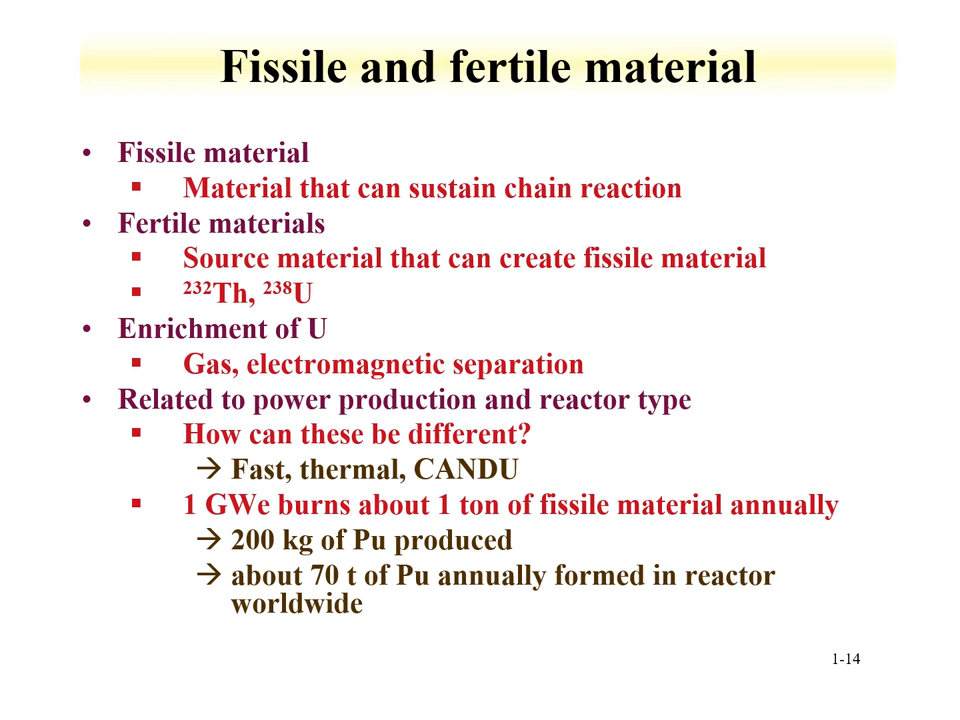 Fissile and fertile material
• Fissile material
▪ Material that can sustain chain reaction
• Fertile materials
▪ Source material that can create fissile material
▪ ²³²Th, ²³⁸U
• Enrichment of U
▪ Gas, electromagnetic separation
• Related to power production and reactor type
▪ How can these be different?
→ Fast, thermal, CANDU
▪ 1 GWe burns about 1 ton of fissile material annually
→ 200 kg of Pu produced
→ about 70 t of Pu annually formed in reactor
worldwide
1-14